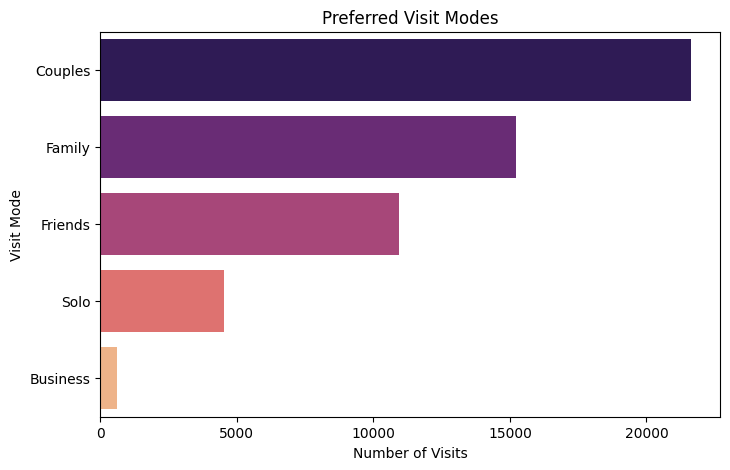 Preferred Visit Modes
Visit Mode
Couples
Family
Friends
Solo
Business
0 5000 10000 15000 20000
Number of Visits